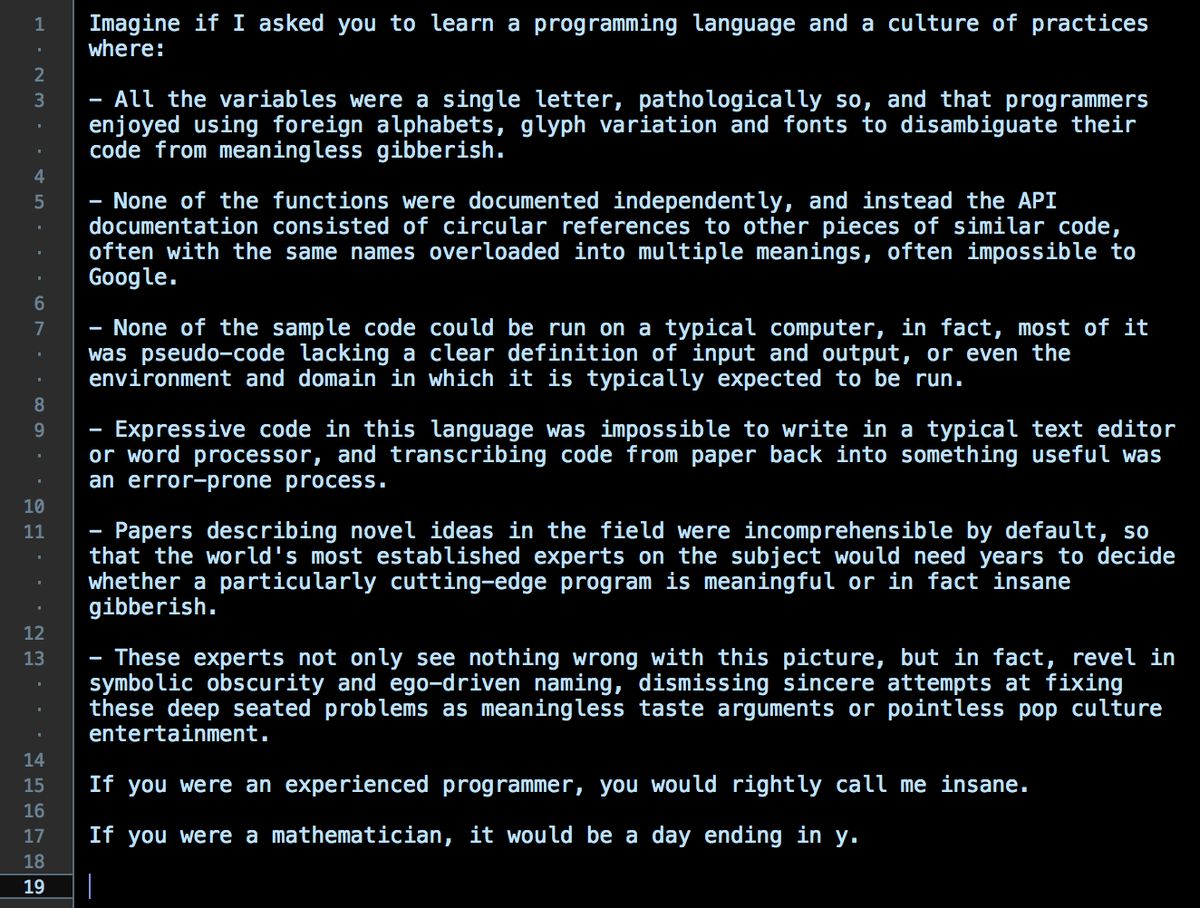 1 Imagine if I asked you to learn a programming language and a culture of practices
· where:
2
3 – All the variables were a single letter, pathologically so, and that programmers
· enjoyed using foreign alphabets, glyph variation and fonts to disambiguate their
· code from meaningless gibberish.
4
5 – None of the functions were documented independently, and instead the API
· documentation consisted of circular references to other pieces of similar code,
· often with the same names overloaded into multiple meanings, often impossible to
· Google.
6
7 – None of the sample code could be run on a typical computer, in fact, most of it
· was pseudo-code lacking a clear definition of input and output, or even the
· environment and domain in which it is typically expected to be run.
8
9 – Expressive code in this language was impossible to write in a typical text editor
· or word processor, and transcribing code from paper back into something useful was
· an error-prone process.
10
11 – Papers describing novel ideas in the field were incomprehensible by default, so
· that the world's most established experts on the subject would need years to decide
· whether a particularly cutting-edge program is meaningful or in fact insane
· gibberish.
12
13 – These experts not only see nothing wrong with this picture, but in fact, revel in
· symbolic obscurity and ego-driven naming, dismissing sincere attempts at fixing
· these deep seated problems as meaningless taste arguments or pointless pop culture
· entertainment.
14
15 If you were an experienced programmer, you would rightly call me insane.
16
17 If you were a mathematician, it would be a day ending in y.
18
19